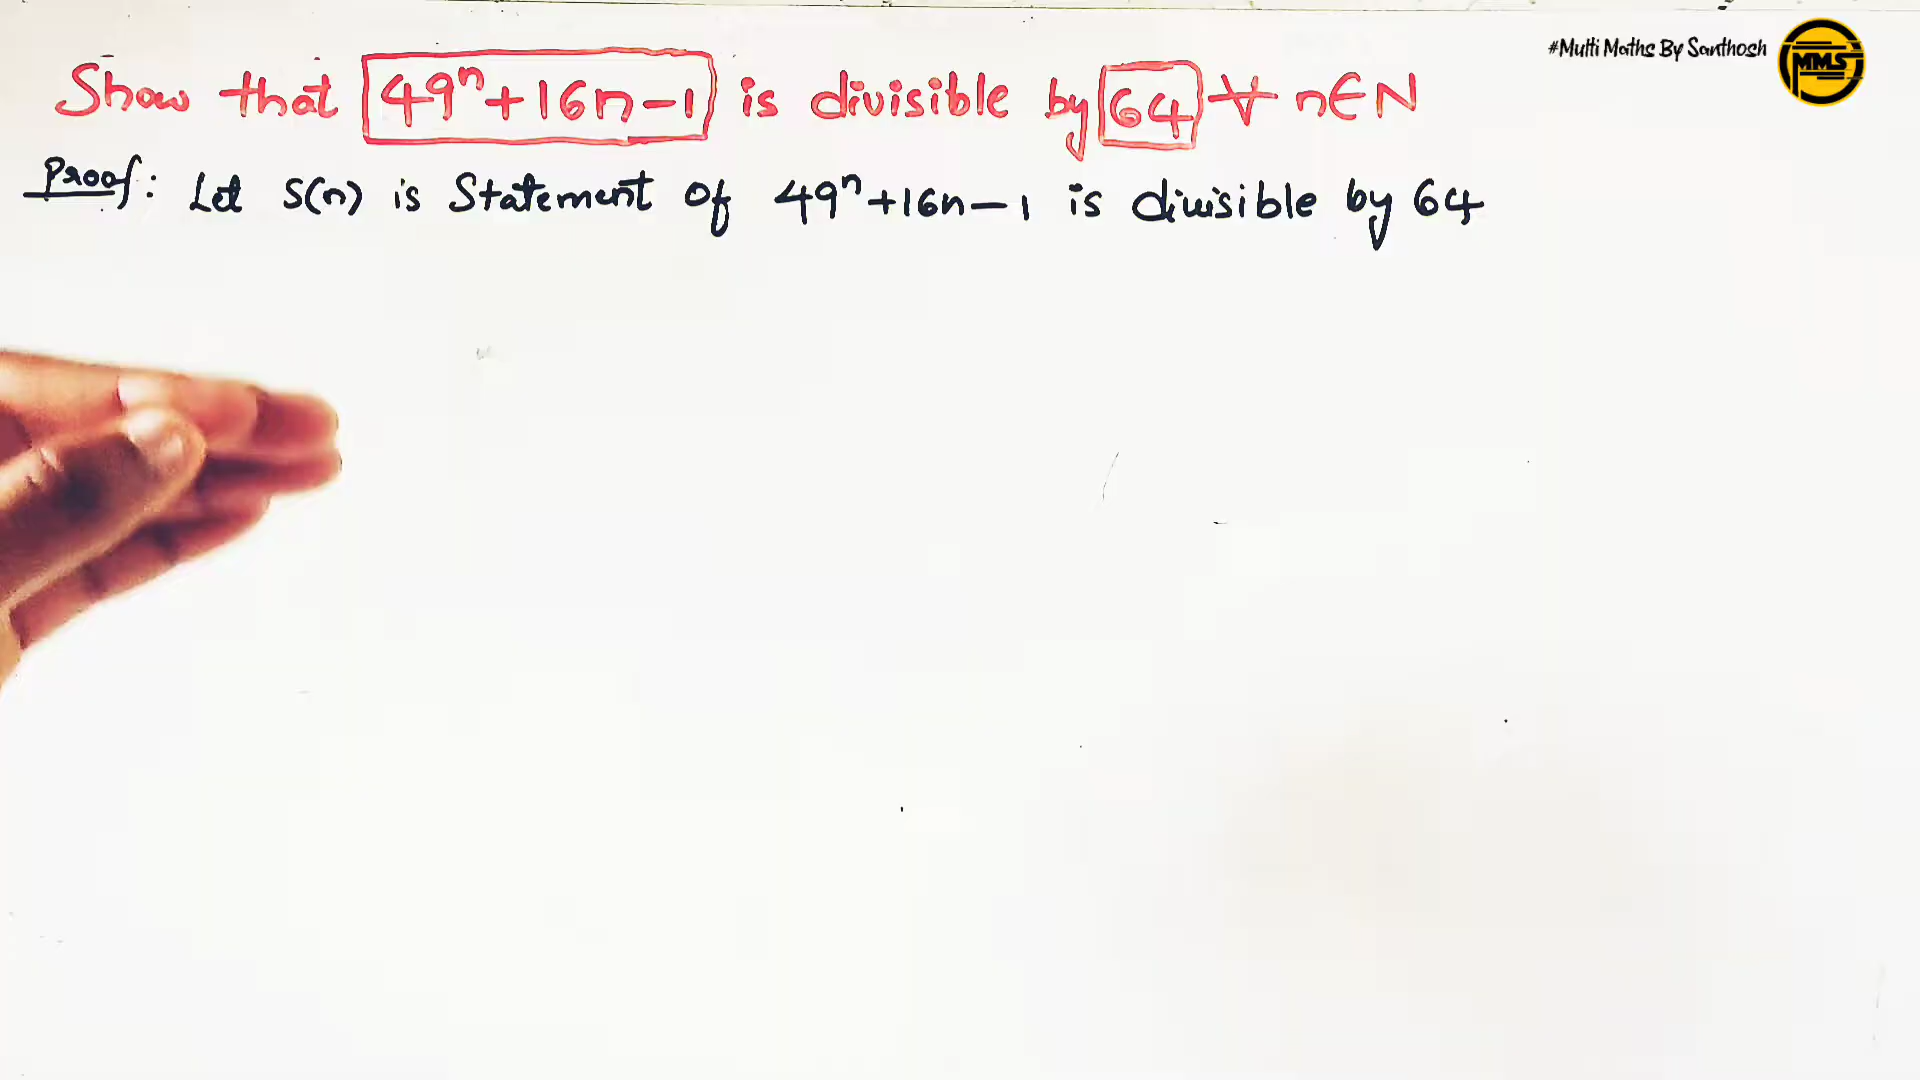 #Multi Maths By Santhosh
MMS
Show that 49ⁿ+16n-1 is divisible by 64 ∀ n∈N
Proof: Let S(n) is Statement of 49ⁿ+16n-1 is divisible by 64